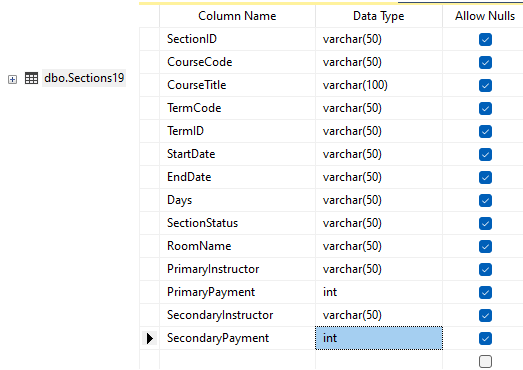 Column Name Data Type Allow Nulls
SectionID varchar(50)
CourseCode varchar(50)
dbo.Sections19
CourseTitle varchar(100)
TermCode varchar(50)
TermID varchar(50)
StartDate varchar(50)
EndDate varchar(50)
Days varchar(50)
SectionStatus varchar(50)
RoomName varchar(50)
PrimaryInstructor varchar(50)
PrimaryPayment int
SecondaryInstructor varchar(50)
SecondaryPayment int